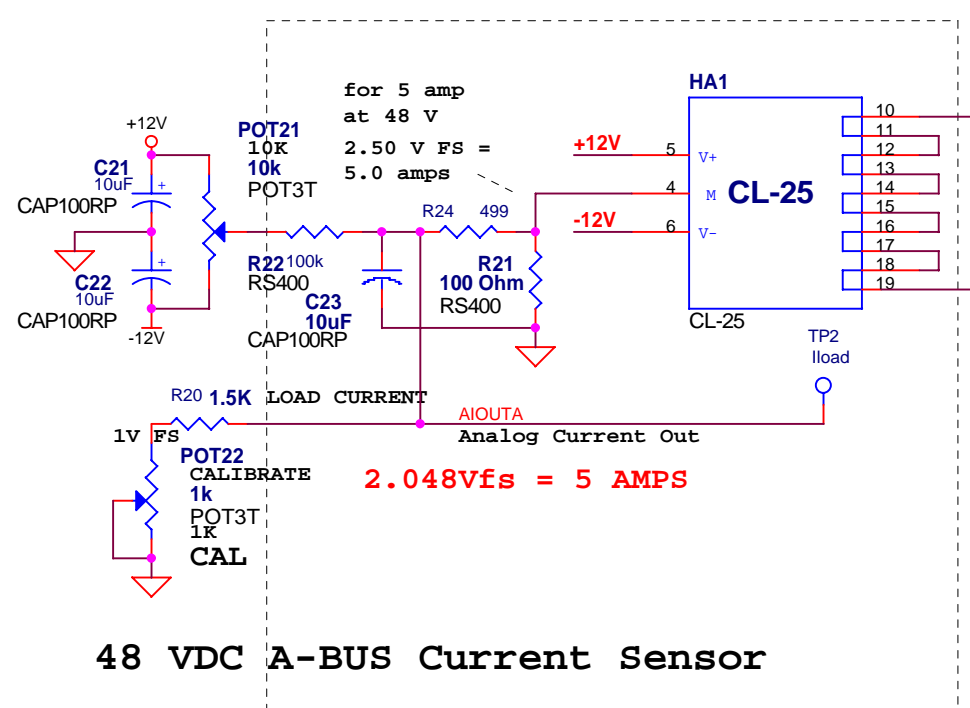 HA1
for 5 amp
at 48 V
2.50 V FS =
5.0 amps
+12V
POT21
10K
10k
POT3T
C21
10uF
+
CAP100RP
+12V
5
V+
4
M
CL-25
-12V
6
V-
10
11
12
13
14
15
16
17
18
19
R24 499
R22 100k
RS400
R21
100 Ohm
RS400
C22
10uF
+
CAP100RP
-12V
C23
10uF
CAP100RP
CL-25
TP2
Iload
R20 1.5K LOAD CURRENT
AIOUTA
Analog Current Out
1V FS
POT22
CALIBRATE
1k
POT3T
1K
CAL
2.048Vfs = 5 AMPS
48 VDC A-BUS Current Sensor